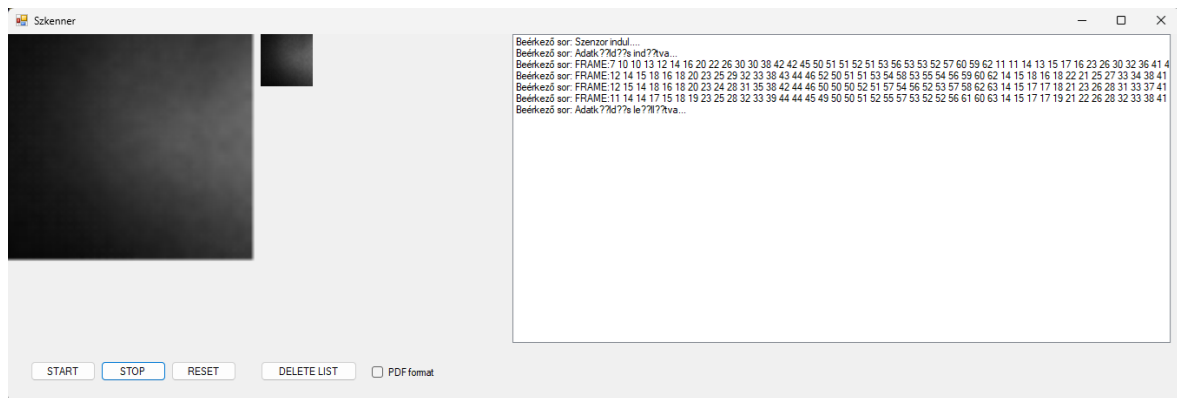 Szkenner
Beérkező sor: Szenzor indul....
Beérkező sor: Adatk??ld??s ind??tva...
Beérkező sor: FRAME:7 10 10 13 12 14 16 20 22 26 30 30 38 42 42 45 50 51 51 52 51 53 56 53 53 52 57 60 59 62 11 11 14 13 15 17 16 23 26 30 32 36 41 4
Beérkező sor: FRAME:12 14 15 18 16 18 20 23 25 29 32 33 38 43 44 46 52 50 51 51 53 54 58 53 55 54 56 59 60 62 14 15 18 16 18 22 21 25 27 33 34 38 41
Beérkező sor: FRAME:12 15 14 18 16 18 20 23 24 28 31 35 38 42 44 46 50 50 50 52 51 57 54 56 52 53 57 58 62 63 14 15 17 17 18 21 23 26 28 31 33 37 41
Beérkező sor: FRAME:11 14 14 17 15 18 19 23 25 28 32 33 39 44 44 45 49 50 50 51 52 55 57 53 52 52 56 61 60 63 14 15 17 17 19 21 22 26 28 32 33 38 41
Beérkező sor: Adatk??ld??s le??ll??tva...
START STOP RESET DELETE LIST PDF format